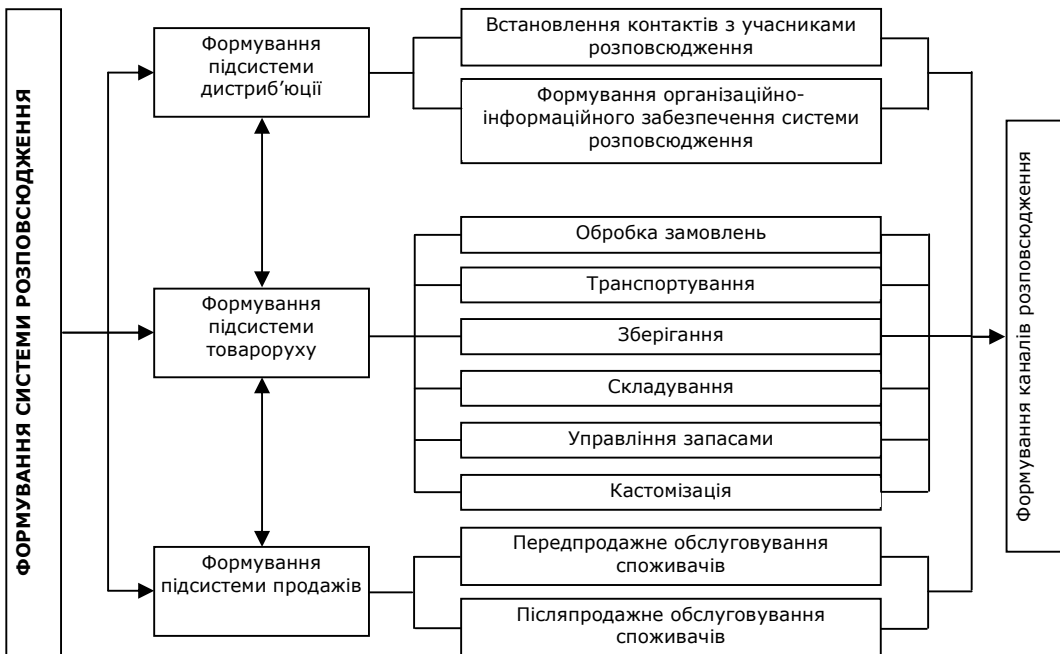 ФОРМУВАННЯ СИСТЕМИ РОЗПОВСЮДЖЕННЯ
Формування
підсистеми
дистриб’юції
Встановлення контактів з учасниками
розповсюдження
Формування організаційно-
інформаційного забезпечення системи
розповсюдження
Формування
підсистеми
товароруху
Обробка замовлень
Транспортування
Зберігання
Складування
Управління запасами
Кастомізація
Формування
підсистеми продажів
Передпродажне обслуговування
споживачів
Післяпродажне обслуговування
споживачів
Формування каналів розповсюдження